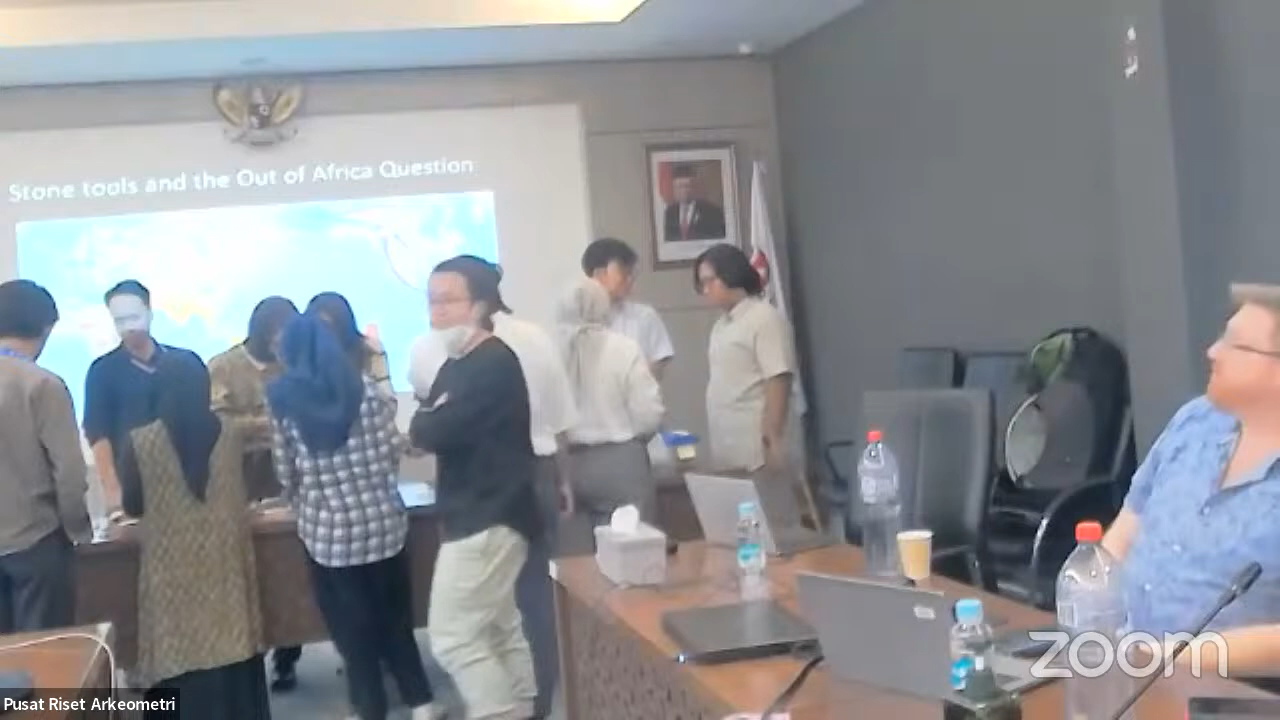 Stone tools and the Out of Africa Question
zoom
Pusat Riset Arkeometri